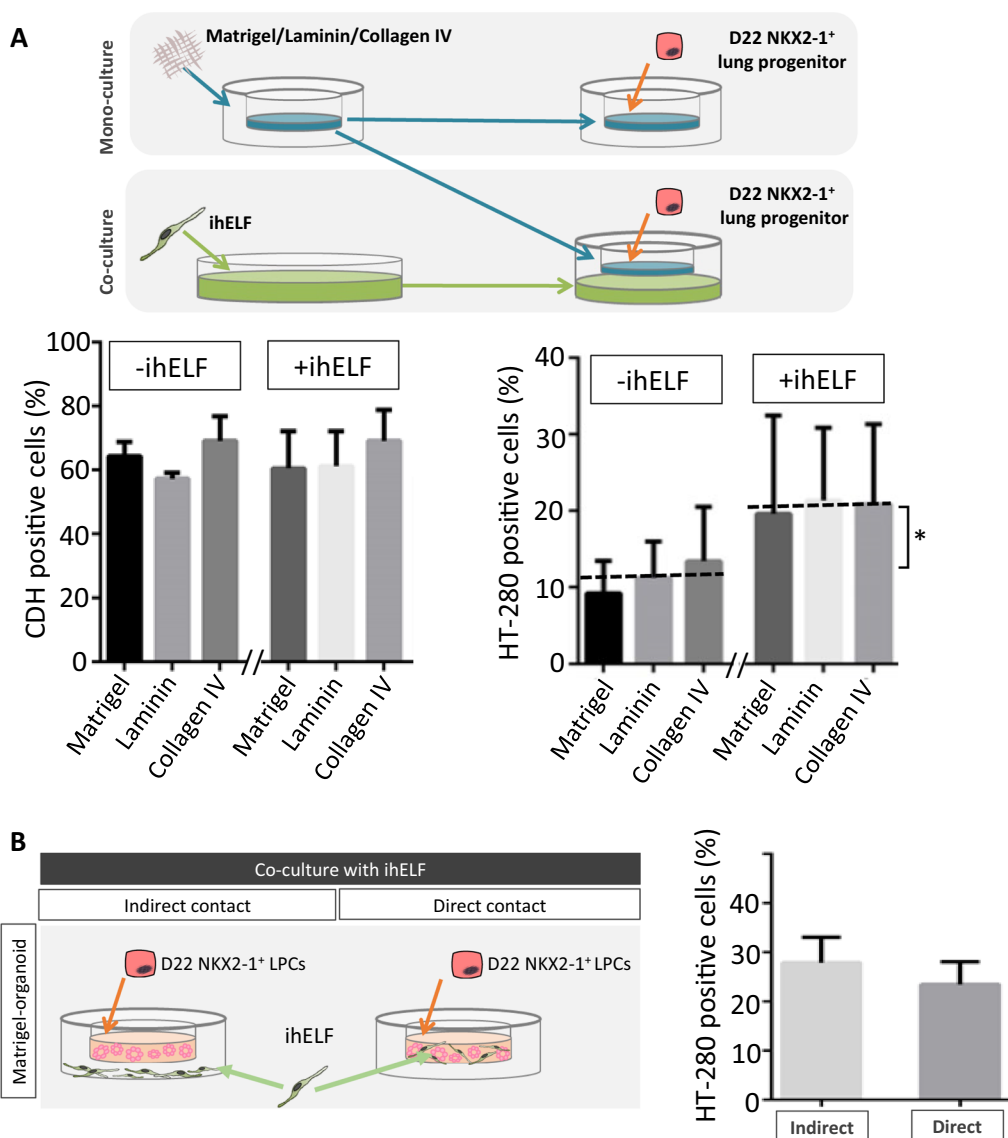 A
Mono-culture
Matrigel/Laminin/Collagen IV
D22 NKX2-1⁺
lung progenitor
Co-culture
ihELF
D22 NKX2-1⁺
lung progenitor
CDH positive cells (%)
100
80
60
40
20
0
-ihELF
+ihELF
Matrigel
Laminin
Collagen IV
Matrigel
Laminin
Collagen IV
HT-280 positive cells (%)
40
30
20
10
0
-ihELF
+ihELF
*
Matrigel
Laminin
Collagen IV
Matrigel
Laminin
Collagen IV
B
Co-culture with ihELF
Indirect contact
Direct contact
Matrigel-organoid
D22 NKX2-1⁺ LPCs
D22 NKX2-1⁺ LPCs
ihELF
HT-280 positive cells (%)
40
30
20
10
0
Indirect
Direct